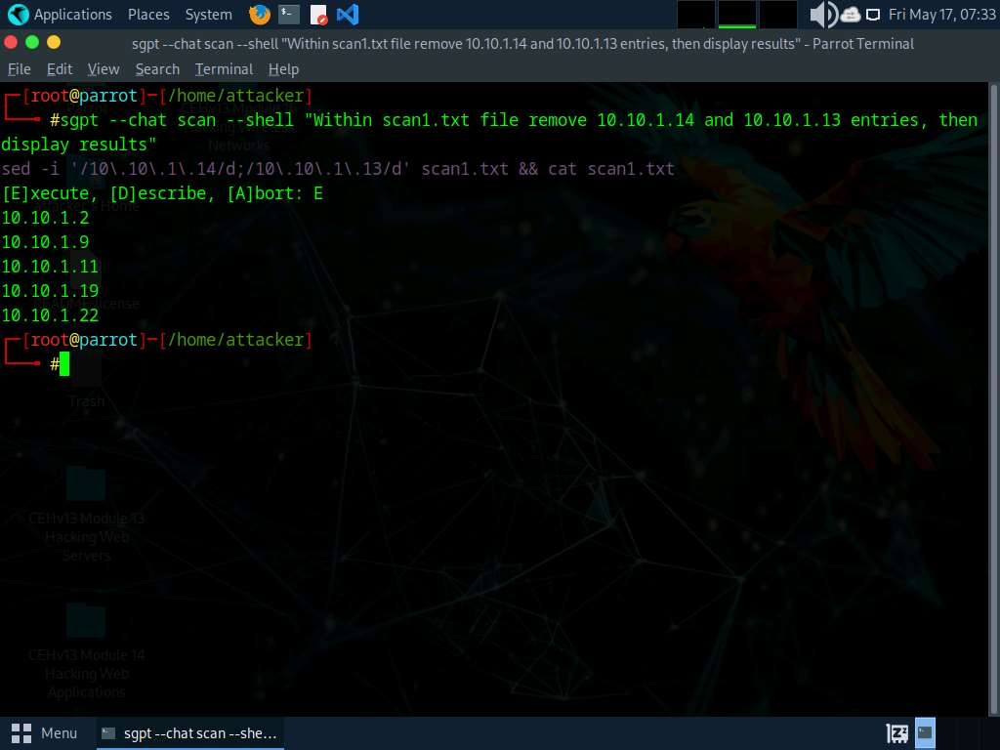 Applications Places System Fri May 17, 07:33
sgpt --chat scan --shell "Within scan1.txt file remove 10.10.1.14 and 10.10.1.13 entries, then display results" - Parrot Terminal
File Edit View Search Terminal Help
[root@parrot]─[/home/attacker]
#sgpt --chat scan --shell "Within scan1.txt file remove 10.10.1.14 and 10.10.1.13 entries, then
display results"
Networks
sed -i '/10\.10\.1\.14/d;/10\.10\.1\.13/d' scan1.txt && cat scan1.txt
[E]xecute, [D]escribe, [A]bort: E
Home
10.10.1.2
10.10.1.9
10.10.1.11
10.10.1.19
License
10.10.1.22
[root@parrot]─[/home/attacker]
#
Trash
CEHv13 Module 13
Hacking Web
Servers
CEHv13 Module 14
Hacking Web
Applications
Menu sgpt --chat scan --she...